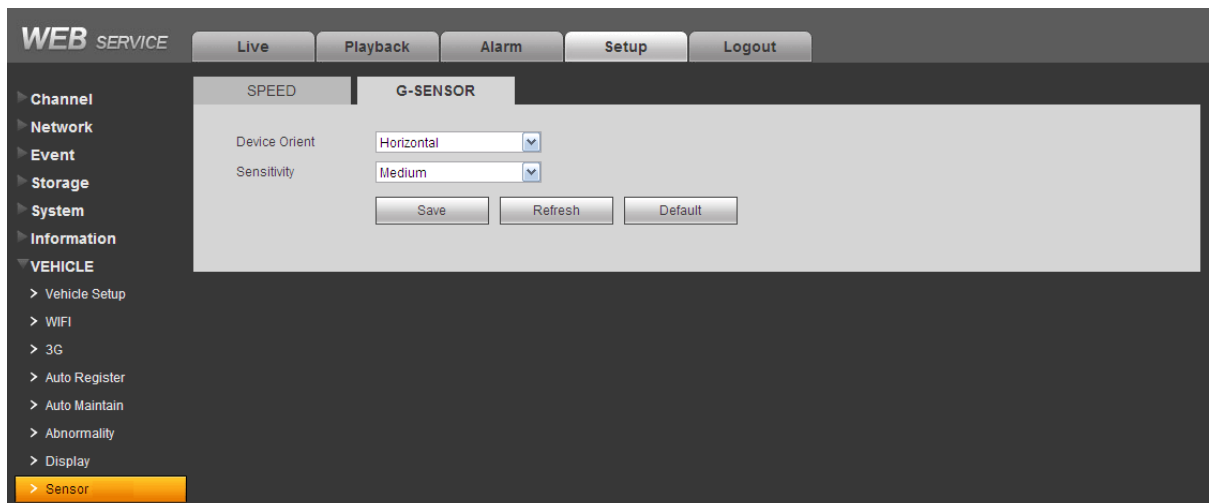 WEB SERVICE
Live Playback Alarm Setup Logout
SPEED G-SENSOR
Channel
Network
Event
Storage
System
Information
VEHICLE
> Vehicle Setup
> WIFI
> 3G
> Auto Register
> Auto Maintain
> Abnormality
> Display
> Sensor
Device Orient Horizontal
Sensitivity Medium
Save Refresh Default